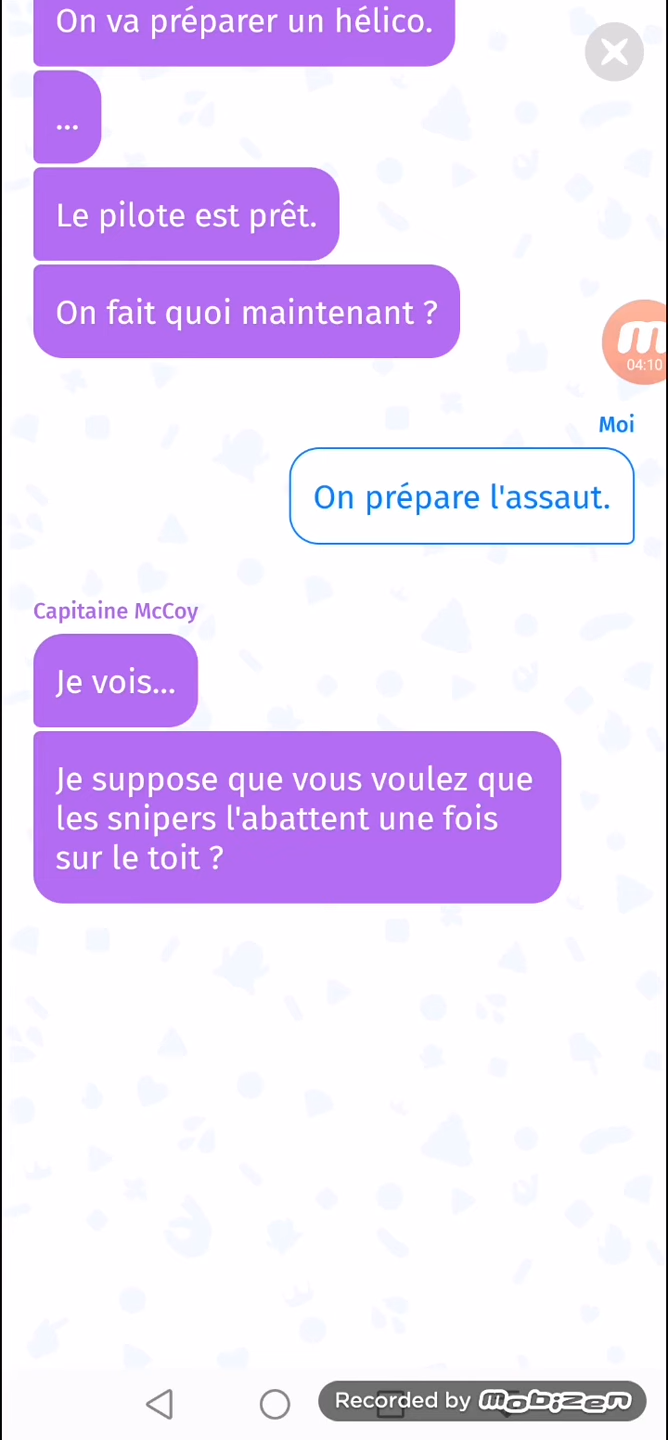 On va préparer un hélico.
...
Le pilote est prêt.
On fait quoi maintenant ?
m
04:10
Moi
On prépare l'assaut.
Capitaine McCoy
Je vois...
Je suppose que vous voulez que
les snipers l'abattent une fois
sur le toit ?
Recorded by mobizen